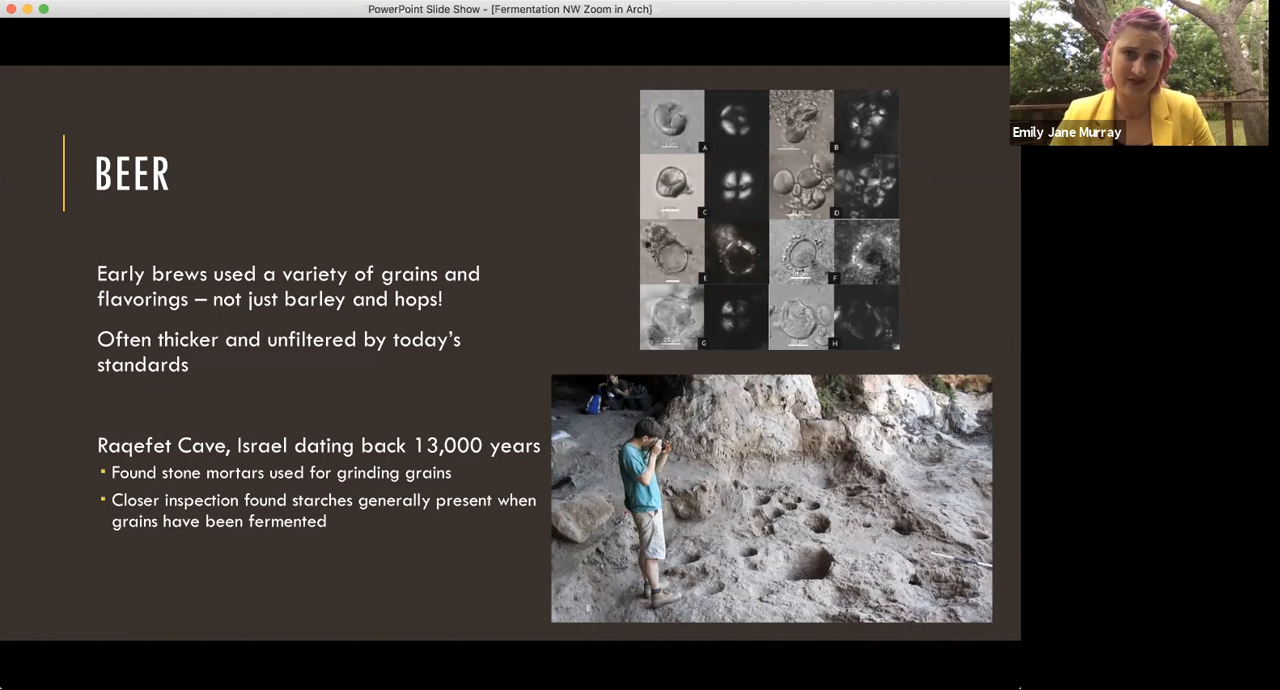 PowerPoint Slide Show - [Fermentation NW Zoom in Arch]
Emily Jane Murray
BEER
Early brews used a variety of grains and
flavorings – not just barley and hops!
Often thicker and unfiltered by today's
standards
Raqefet Cave, Israel dating back 13,000 years
Found stone mortars used for grinding grains
Closer inspection found starches generally present when
grains have been fermented
A
B
C
D
E
F
G
H